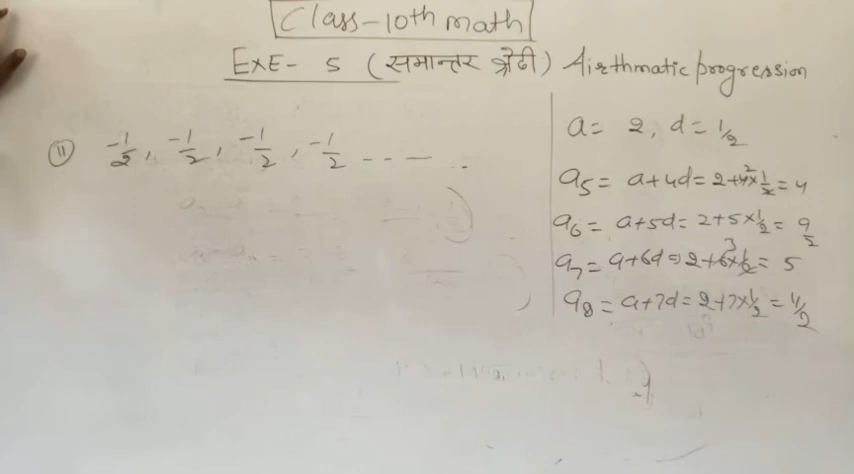 Class-10th math
EXE- 5 (समान्तर श्रेढी) Airthmatic progression
(11) -1/2, -1/2, -1/2, -1/2 - - - .
a = 2, d = 1/2
a5 = a+4d = 2+4×1/2 = 4
a6 = a+5d = 2+5×1/2 = 9/2
a7 = a+6d => 2+6×1/2 = 5
a8 = a+7d = 2+7×1/2 = 11/2